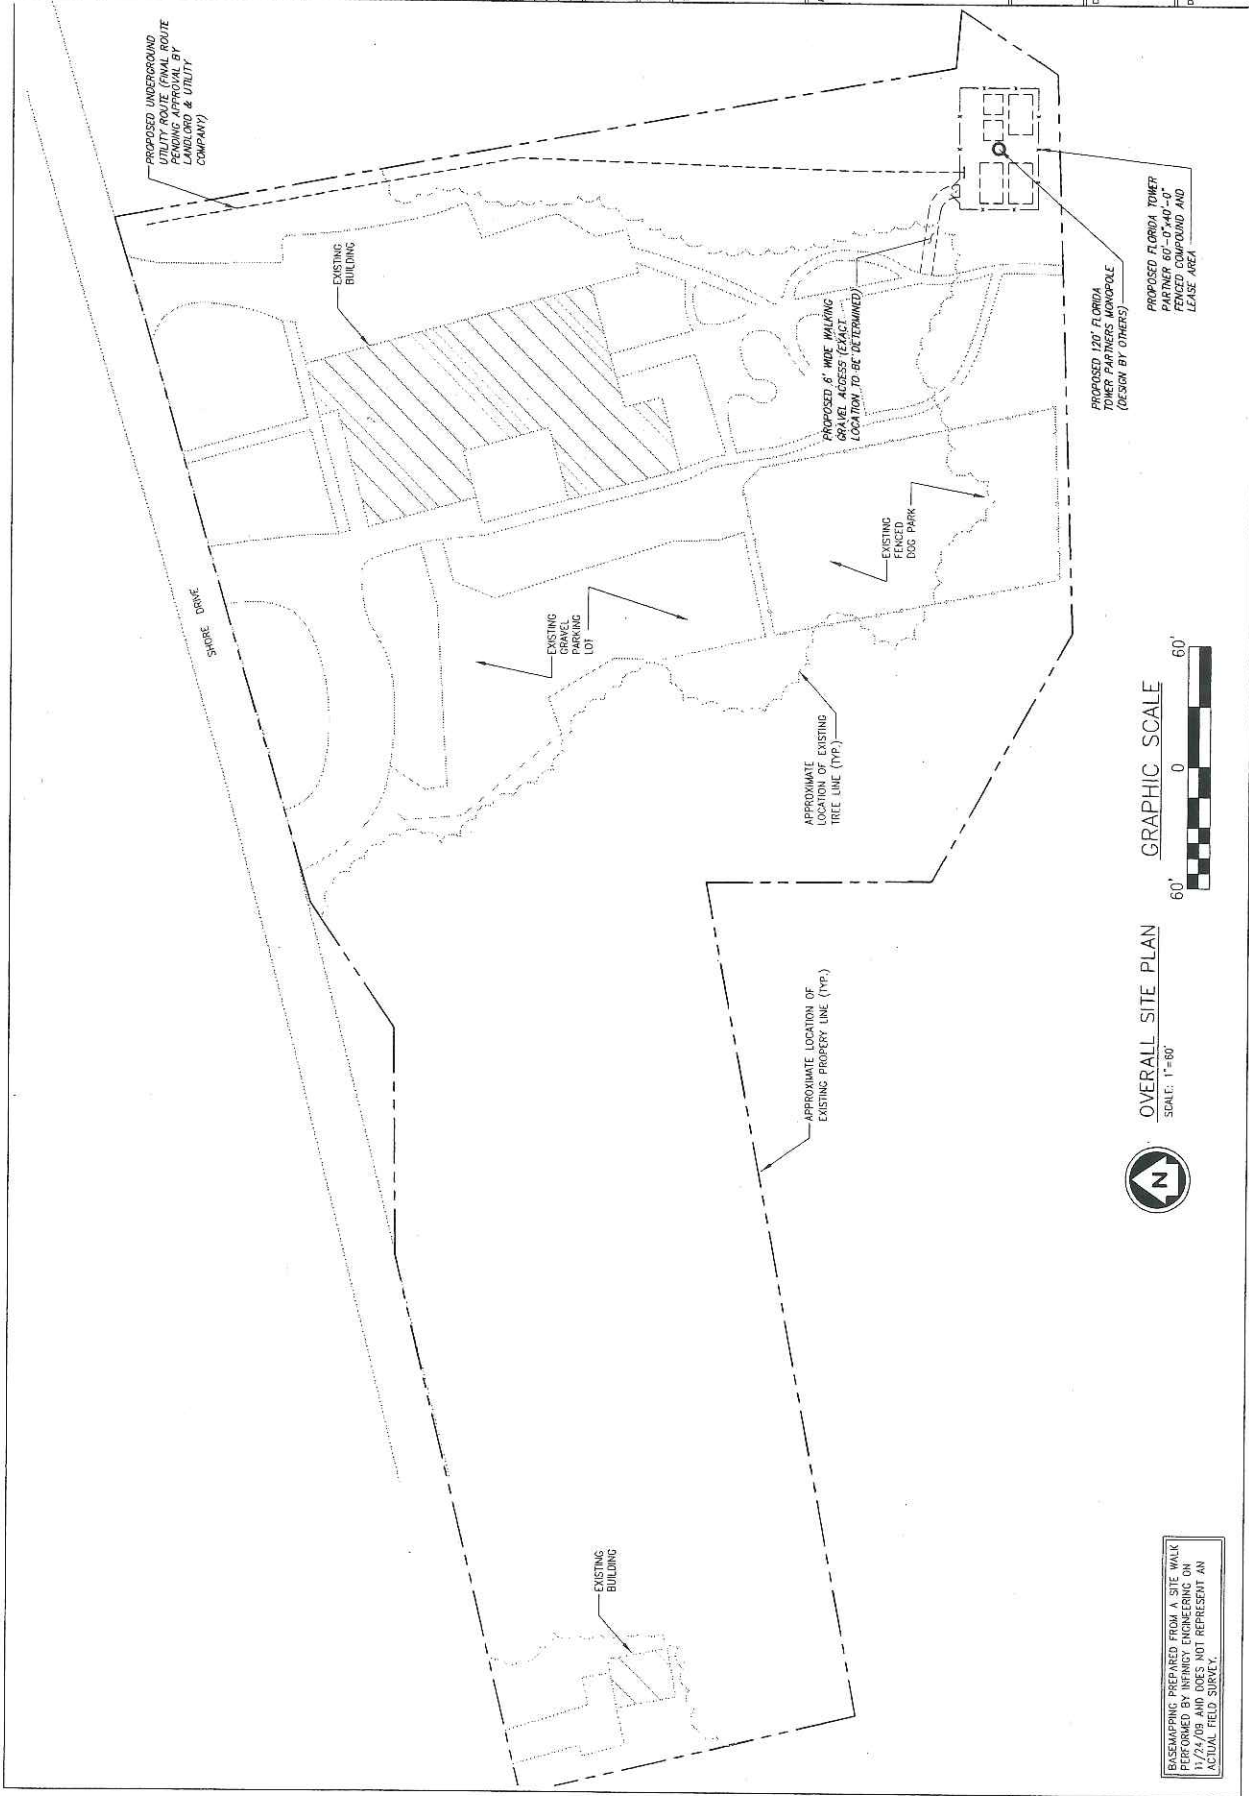 PROPOSED UNDERGROUND
UTILITY ROUTE (FINAL ROUTE
PENDING APPROVAL BY
LANDLORD & UTILITY
COMPANY)
SHORE DRIVE
EXISTING
BUILDING
EXISTING
GRAVEL
PARKING
LOT
EXISTING
FENCED
DOG PARK
PROPOSED 6' WIDE WALKING
GRAVEL ACCESS (EXACT
LOCATION TO BE DETERMINED)
PROPOSED 120' FLORIDA
TOWER PARTNERS MONOPOLE
(DESIGN BY OTHERS)
PROPOSED FLORIDA TOWER
PARTNER 60'-0"x40'-0"
FENCED COMPOUND AND
LEASE AREA
APPROXIMATE
LOCATION OF EXISTING
TREE LINE (TYP.)
APPROXIMATE LOCATION OF
EXISTING PROPERY LINE (TYP.)
EXISTING
BUILDING
N
OVERALL SITE PLAN
SCALE: 1"=60'
GRAPHIC SCALE
60' 0 60'
BASEMAPPING PREPARED FROM A SITE WALK
PERFORMED BY INFINIGY ENGINEERING ON
11/24/09 AND DOES NOT REPRESENT AN
ACTUAL FIELD SURVEY.